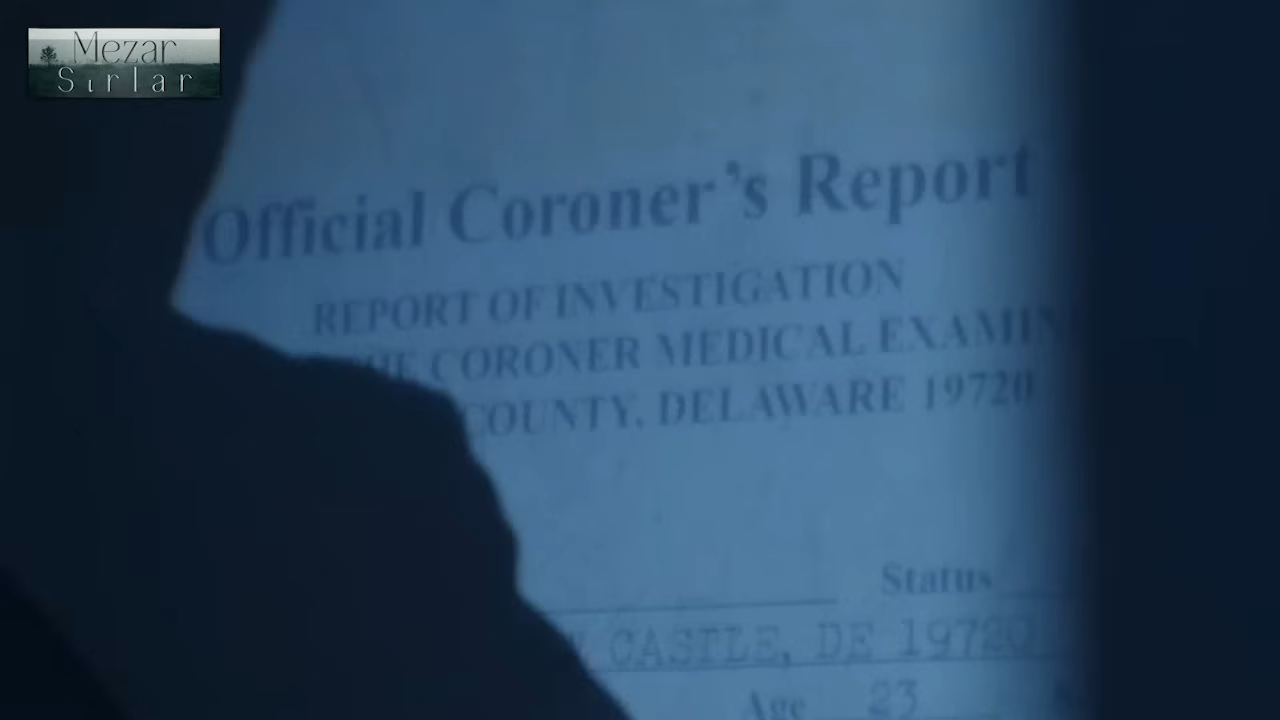 Mezar
Sırlar
Official Coroner's Report
REPORT OF INVESTIGATION
CORONER MEDICAL EXAMIN
COUNTY, DELAWARE 19720
Status
CASTLE, DE 19720
Age 23